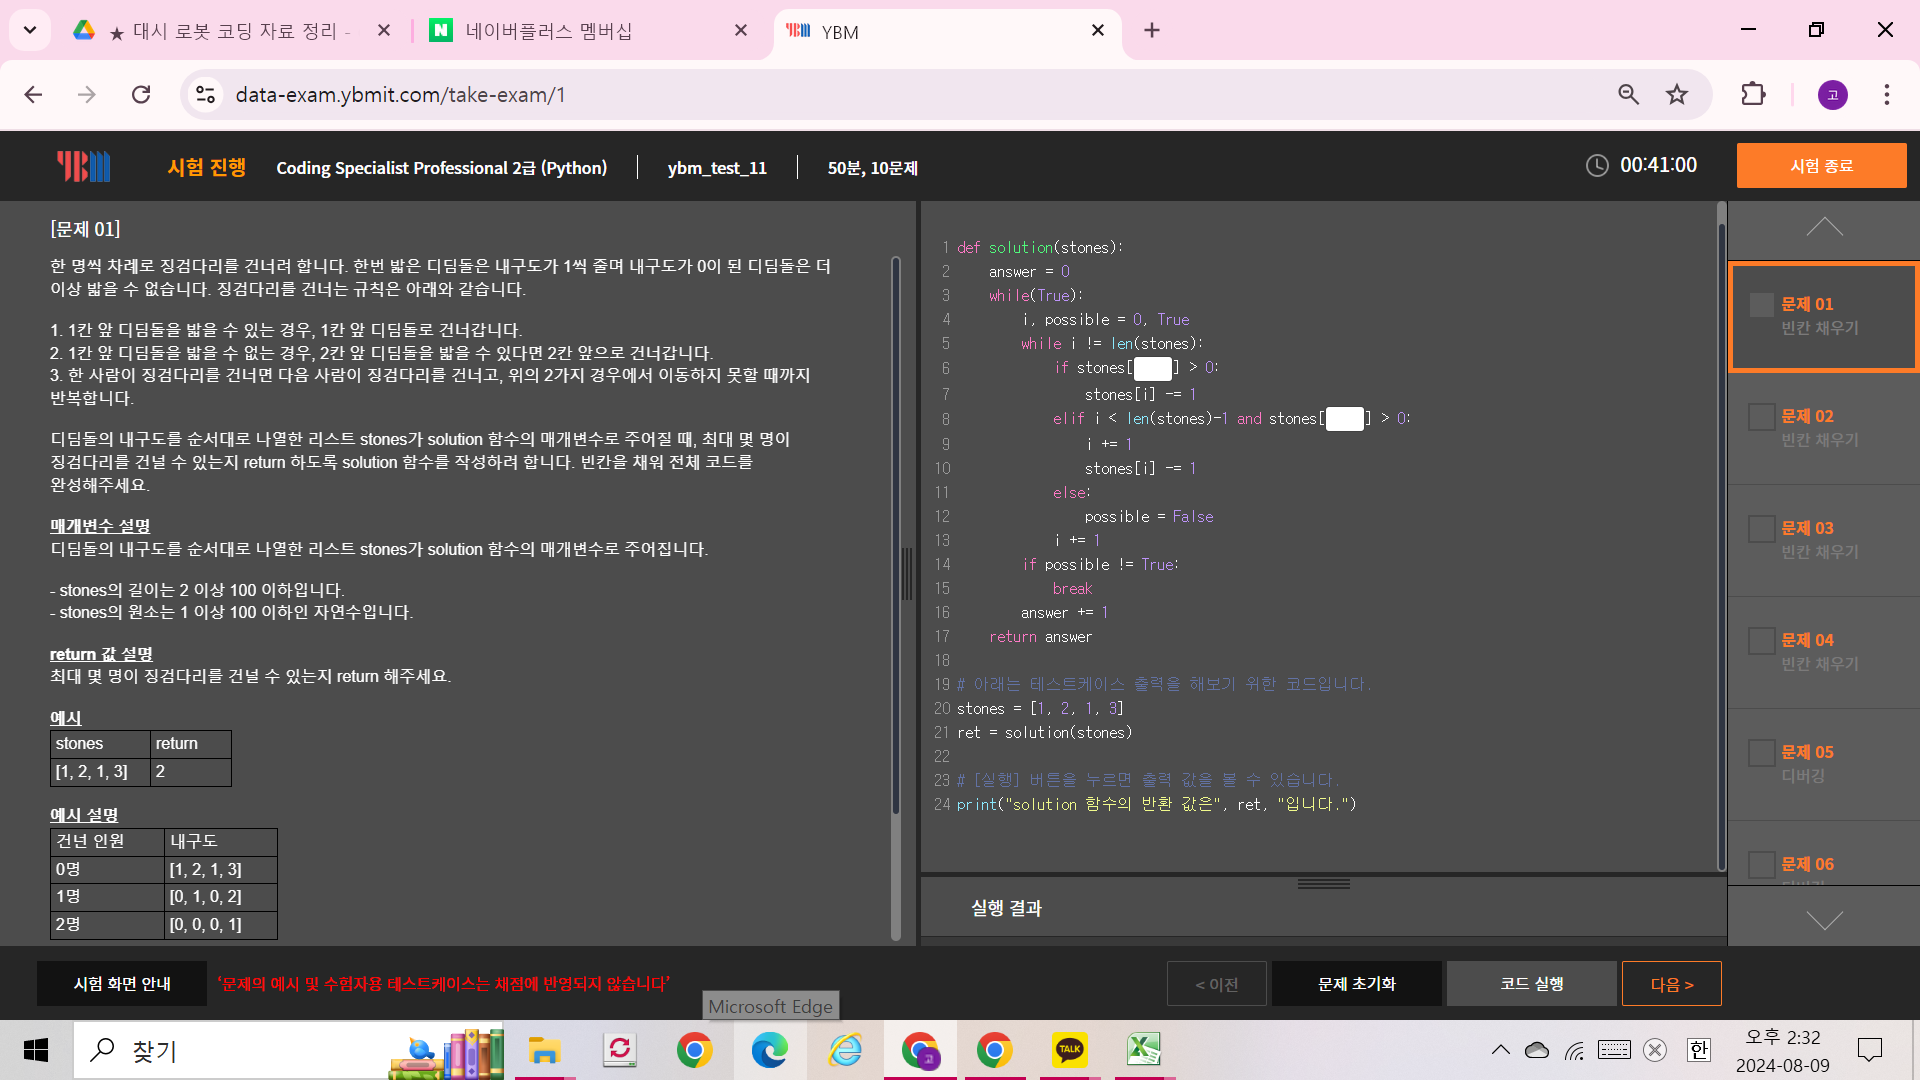 ★ 대시 로봇 코딩 자료 정리 -
네이버플러스 멤버십
YBM
data-exam.ybmit.com/take-exam/1
고
YBM
시험 진행
Coding Specialist Professional 2급 (Python)
ybm_test_11
50분, 10문제
00:41:00
시험 종료
[문제 01]
한 명씩 차례로 징검다리를 건너려 합니다. 한번 밟은 디딤돌은 내구도가 1씩 줄며 내구도가 0이 된 디딤돌은 더
이상 밟을 수 없습니다. 징검다리를 건너는 규칙은 아래와 같습니다.
1. 1칸 앞 디딤돌을 밟을 수 있는 경우, 1칸 앞 디딤돌로 건너갑니다.
2. 1칸 앞 디딤돌을 밟을 수 없는 경우, 2칸 앞 디딤돌을 밟을 수 있다면 2칸 앞으로 건너갑니다.
3. 한 사람이 징검다리를 건너면 다음 사람이 징검다리를 건너고, 위의 2가지 경우에서 이동하지 못할 때까지
반복합니다.
디딤돌의 내구도를 순서대로 나열한 리스트 stones가 solution 함수의 매개변수로 주어질 때, 최대 몇 명이
징검다리를 건널 수 있는지 return 하도록 solution 함수를 작성하려 합니다. 빈칸을 채워 전체 코드를
완성해주세요.
매개변수 설명
디딤돌의 내구도를 순서대로 나열한 리스트 stones가 solution 함수의 매개변수로 주어집니다.
- stones의 길이는 2 이상 100 이하입니다.
- stones의 원소는 1 이상 100 이하인 자연수입니다.
return 값 설명
최대 몇 명이 징검다리를 건널 수 있는지 return 해주세요.
예시
stones return
[1, 2, 1, 3] 2
예시 설명
건넌 인원 내구도
0명 [1, 2, 1, 3]
1명 [0, 1, 0, 2]
2명 [0, 0, 0, 1]
1 def solution(stones):
2 answer = 0
3 while(True):
4 i, possible = 0, True
5 while i != len(stones):
6 if stones[ ] > 0:
7 stones[i] -= 1
8 elif i < len(stones)-1 and stones[ ] > 0:
9 i += 1
10 stones[i] -= 1
11 else:
12 possible = False
13 i += 1
14 if possible != True:
15 break
16 answer += 1
17 return answer
18
19 # 아래는 테스트케이스 출력을 해보기 위한 코드입니다.
20 stones = [1, 2, 1, 3]
21 ret = solution(stones)
22
23 # [실행] 버튼을 누르면 출력 값을 볼 수 있습니다.
24 print("solution 함수의 반환 값은", ret, "입니다.")
실행 결과
문제 01
빈칸 채우기
문제 02
빈칸 채우기
문제 03
빈칸 채우기
문제 04
빈칸 채우기
문제 05
디버깅
문제 06
시험 화면 안내
‘문제의 예시 및 수험자용 테스트케이스는 채점에 반영되지 않습니다’
< 이전
문제 초기화
코드 실행
다음 >
Microsoft Edge
찾기
고
TALK
한
오후 2:32
2024-08-09